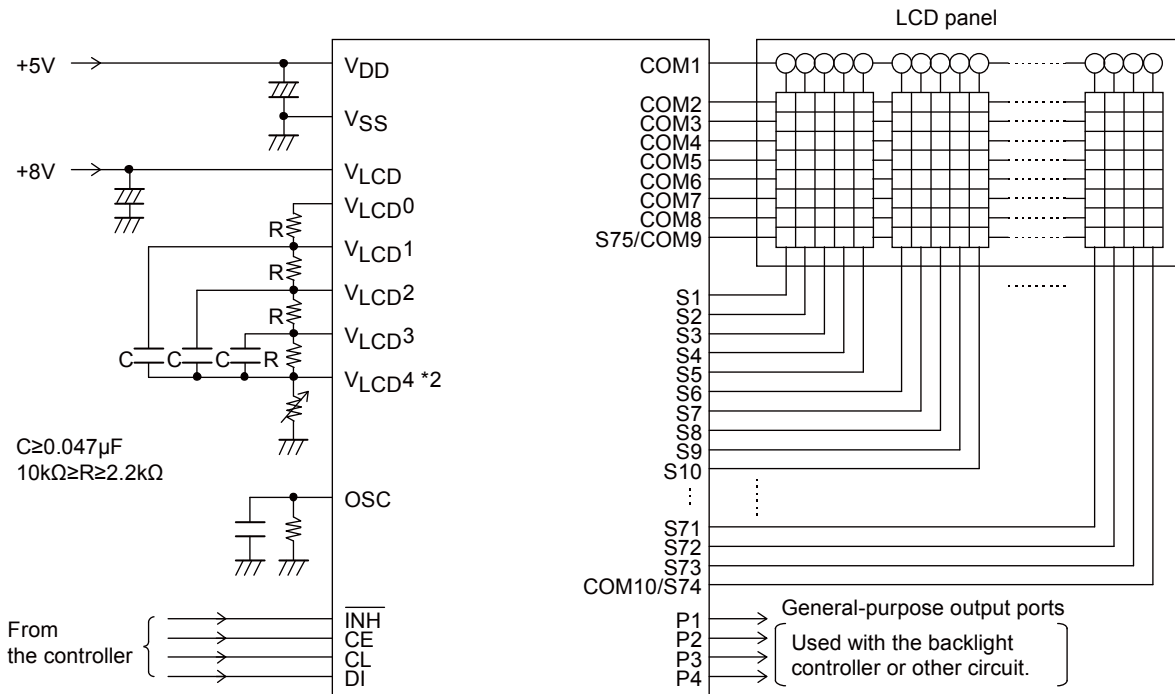 LCD panel
+5V
VDD
VSS
+8V
VLCD
VLCD0
R
VLCD1
R
VLCD2
R
VLCD3
C
C
C
R
VLCD4 *2
C≥0.047µF
10kΩ≥R≥2.2kΩ
OSC
From
the controller
INH
CE
CL
DI
COM1
COM2
COM3
COM4
COM5
COM6
COM7
COM8
S75/COM9
S1
S2
S3
S4
S5
S6
S7
S8
S9
S10
S71
S72
S73
COM10/S74
P1
P2
P3
P4
General-purpose output ports
Used with the backlight
controller or other circuit.